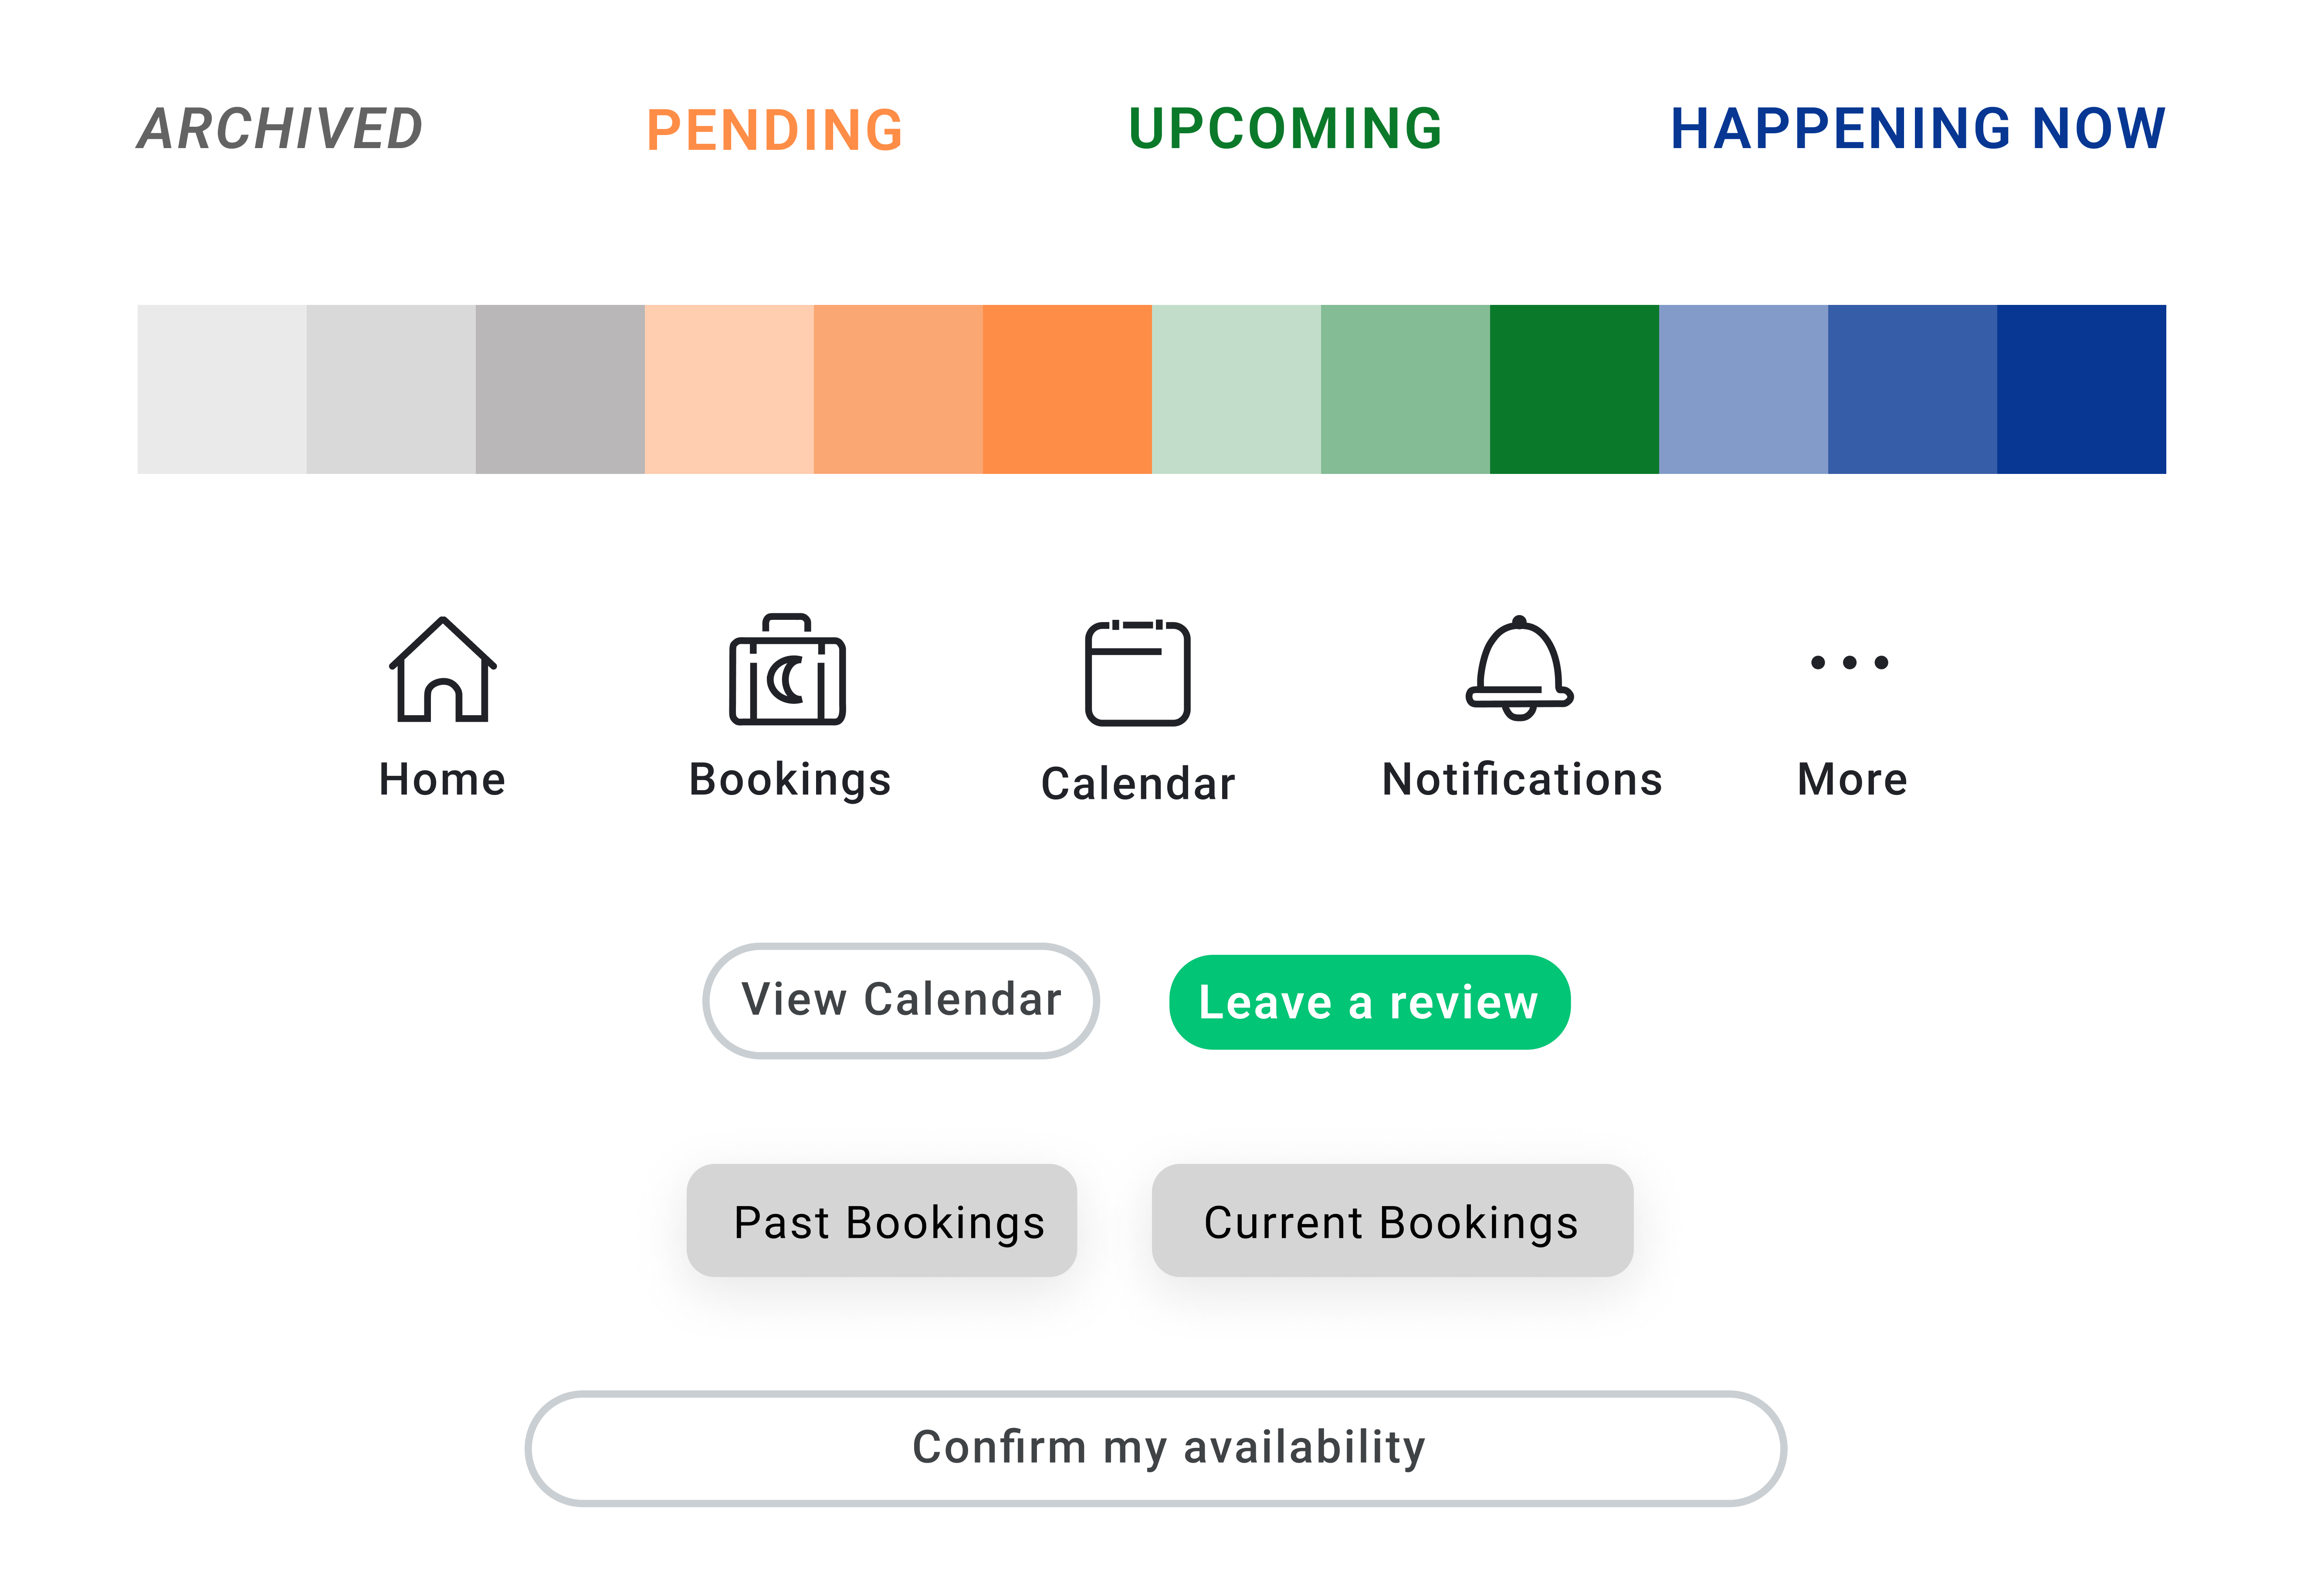 ARCHIVED PENDING UPCOMING HAPPENING NOW
Home Bookings Calendar Notifications More
View Calendar Leave a review
Past Bookings Current Bookings
Confirm my availability